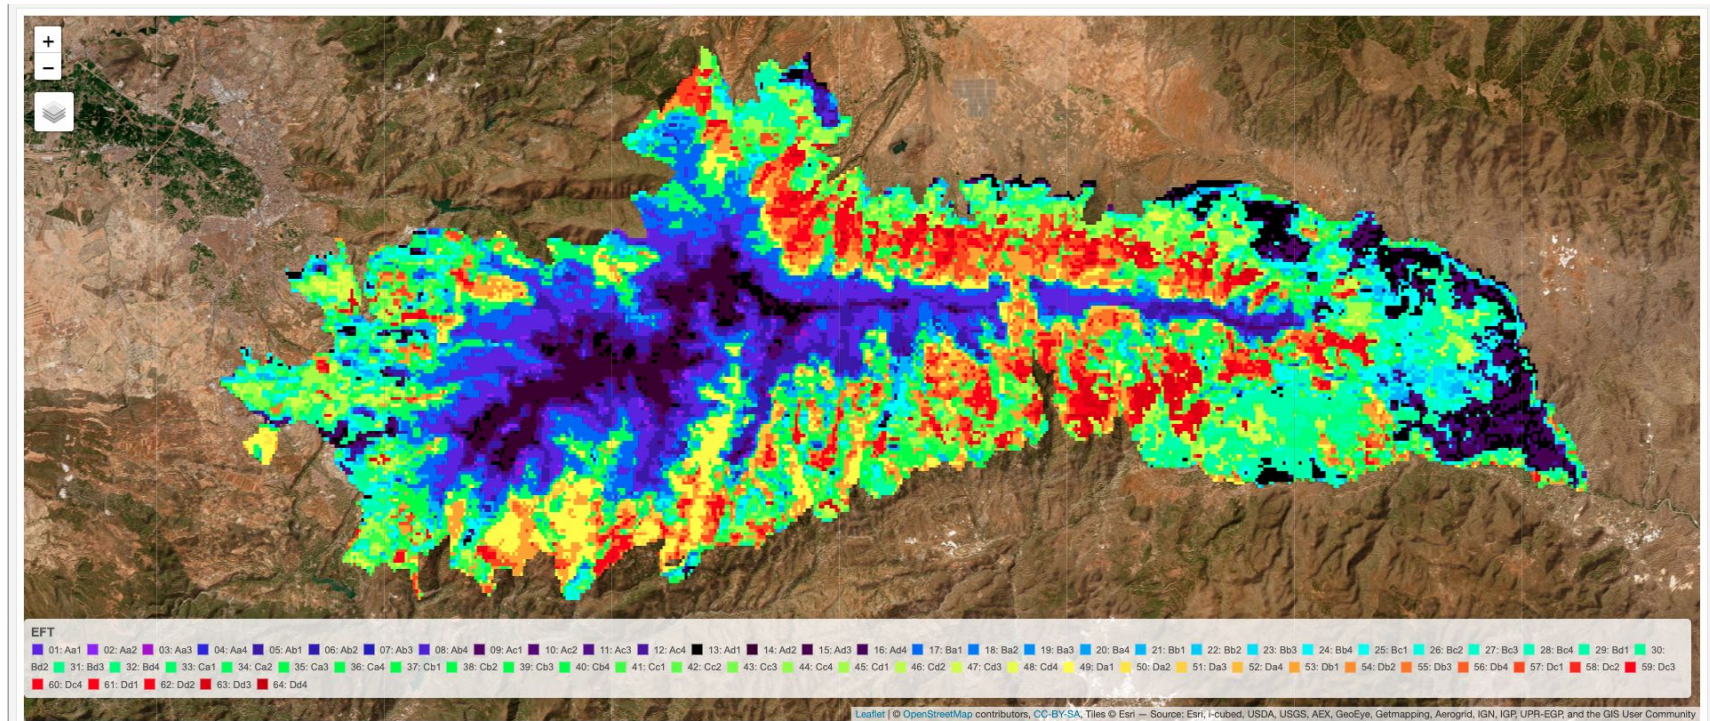 +
−
EFT
01: Aa1 02: Aa2 03: Aa3 04: Aa4 05: Ab1 06: Ab2 07: Ab3 08: Ab4 09: Ac1 10: Ac2 11: Ac3 12: Ac4 13: Ad1 14: Ad2 15: Ad3 16: Ad4 17: Ba1 18: Ba2 19: Ba3 20: Ba4 21: Bb1 22: Bb2 23: Bb3 24: Bb4 25: Bc1 26: Bc2 27: Bc3 28: Bc4 29: Bd1 30:
Bd2 31: Bd3 32: Bd4 33: Ca1 34: Ca2 35: Ca3 36: Ca4 37: Cb1 38: Cb2 39: Cb3 40: Cb4 41: Cc1 42: Cc2 43: Cc3 44: Cc4 45: Cd1 46: Cd2 47: Cd3 48: Cd4 49: Da1 50: Da2 51: Da3 52: Da4 53: Db1 54: Db2 55: Db3 56: Db4 57: Dc1 58: Dc2 59: Dc3
60: Dc4 61: Dd1 62: Dd2 63: Dd3 64: Dd4
Leaflet | © OpenStreetMap contributors, CC-BY-SA, Tiles © Esri — Source: Esri, i-cubed, USDA, USGS, AEX, GeoEye, Getmapping, Aerogrid, IGN, IGP, UPR-EGP, and the GIS User Community